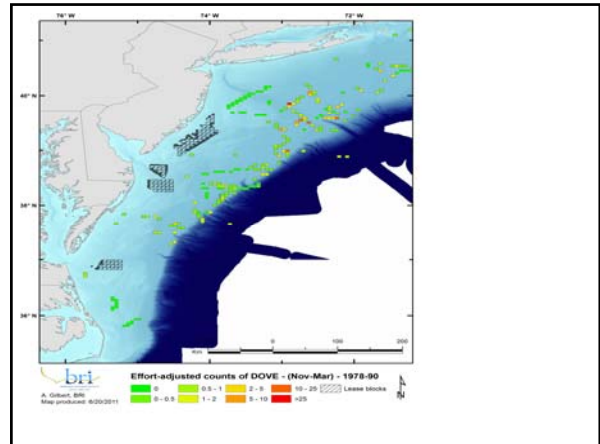 76° W 74° W 72° W
40° N
38° N
36° N
0 50 100 200
bri
A. Gilbert, BRI
Map produced: 6/20/2011
Effort-adjusted counts of DOVE - (Nov-Mar) - 1978-90
0 0.5 - 1 2 - 5 10 - 25 Lease blocks
0 - 0.5 1 - 2 5 - 10 >25
N